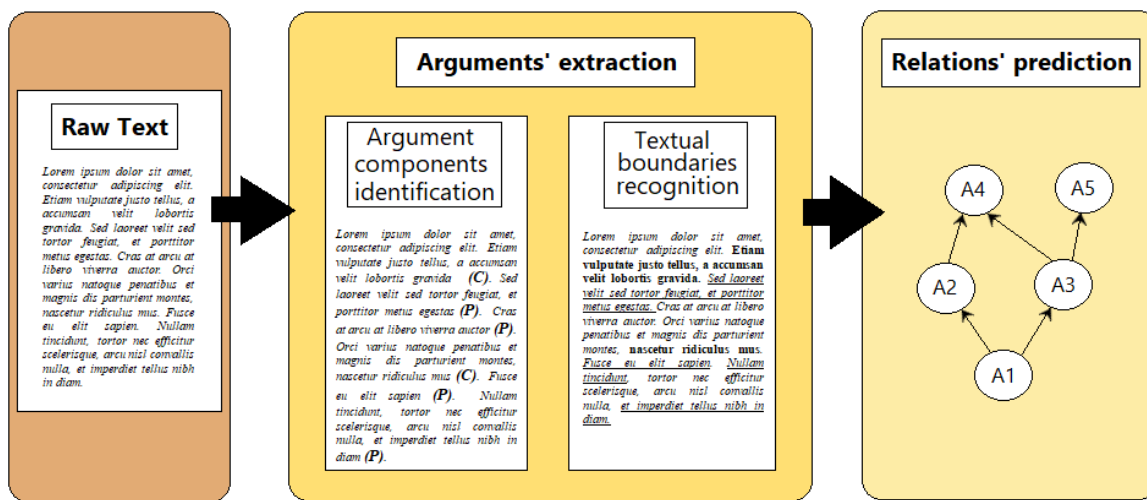 Raw Text
Lorem ipsum dolor sit amet,
consectetur adipiscing elit.
Etiam vulputate justo tellus, a
accumsan velit lobortis
gravida. Sed laoreet velit sed
tortor feugiat, et porttitor
metus egestas. Cras at arcu at
libero viverra auctor. Orci
varius natoque penatibus et
magnis dis parturient montes,
nascetur ridiculus mus. Fusce
eu elit sapien. Nullam
tincidunt, tortor nec efficitur
scelerisque, arcu nisl convallis
nulla, et imperdiet tellus nibh
in diam.
Arguments' extraction
Argument
components
identification
Lorem ipsum dolor sit amet,
consectetur adipiscing elit. Etiam
vulputate justo tellus, a accumsan
velit lobortis gravida (C). Sed
laoreet velit sed tortor feugiat, et
porttitor metus egestas (P). Cras
at arcu at libero viverra auctor (P).
Orci varius natoque penatibus et
magnis dis parturient montes,
nascetur ridiculus mus (C). Fusce
eu elit sapien (P). Nullam
tincidunt, tortor nec efficitur
scelerisque, arcu nisl convallis
nulla, et imperdiet tellus nibh in
diam (P).
Textual
boundaries
recognition
Lorem ipsum dolor sit amet,
consectetur adipiscing elit. Etiam
vulputate justo tellus, a accumsan
velit lobortis gravida. Sed laoreet
velit sed tortor feugiat, et porttitor
metus egestas. Cras at arcu at libero
viverra auctor. Orci varius natoque
penatibus et magnis dis parturient
montes, nascetur ridiculus mus.
Fusce eu elit sapien. Nullam
tincidunt, tortor nec efficitur
scelerisque, arcu nisl convallis
nulla, et imperdiet tellus nibh in
diam.
Relations' prediction
A4
A5
A2
A3
A1